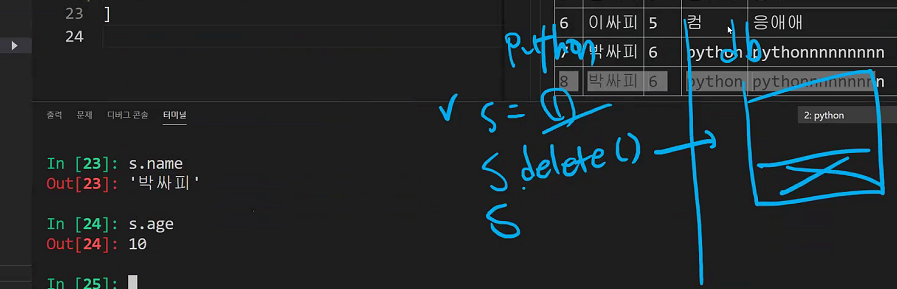 23 ]
24
6 이싸피 5 컴 응애애
7 박싸피 6 python pythonnnnnnnnn
8 박싸피 6 python pythonnnnnnnnn
python
db
s = ①
s.delete()
s
출력 문제 디버그 콘솔 터미널
2: python
In [23]: s.name
Out[23]: '박싸피'
In [24]: s.age
Out[24]: 10
In [25]: